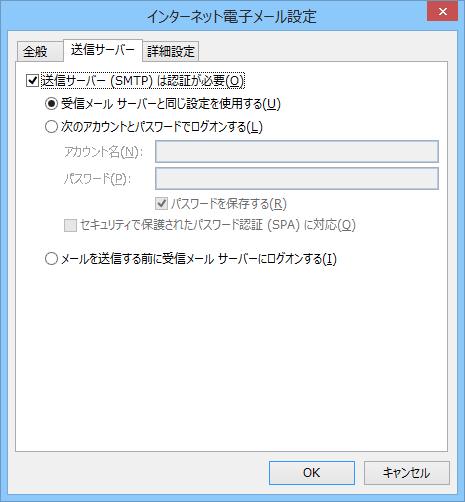 インターネット電子メール設定
全般 送信サーバー 詳細設定
送信サーバー (SMTP) は認証が必要(O)
受信メール サーバーと同じ設定を使用する(U)
次のアカウントとパスワードでログオンする(L)
アカウント名(N):
パスワード(P):
パスワードを保存する(R)
セキュリティで保護されたパスワード認証 (SPA) に対応(Q)
メールを送信する前に受信メール サーバーにログオンする(I)
OK キャンセル